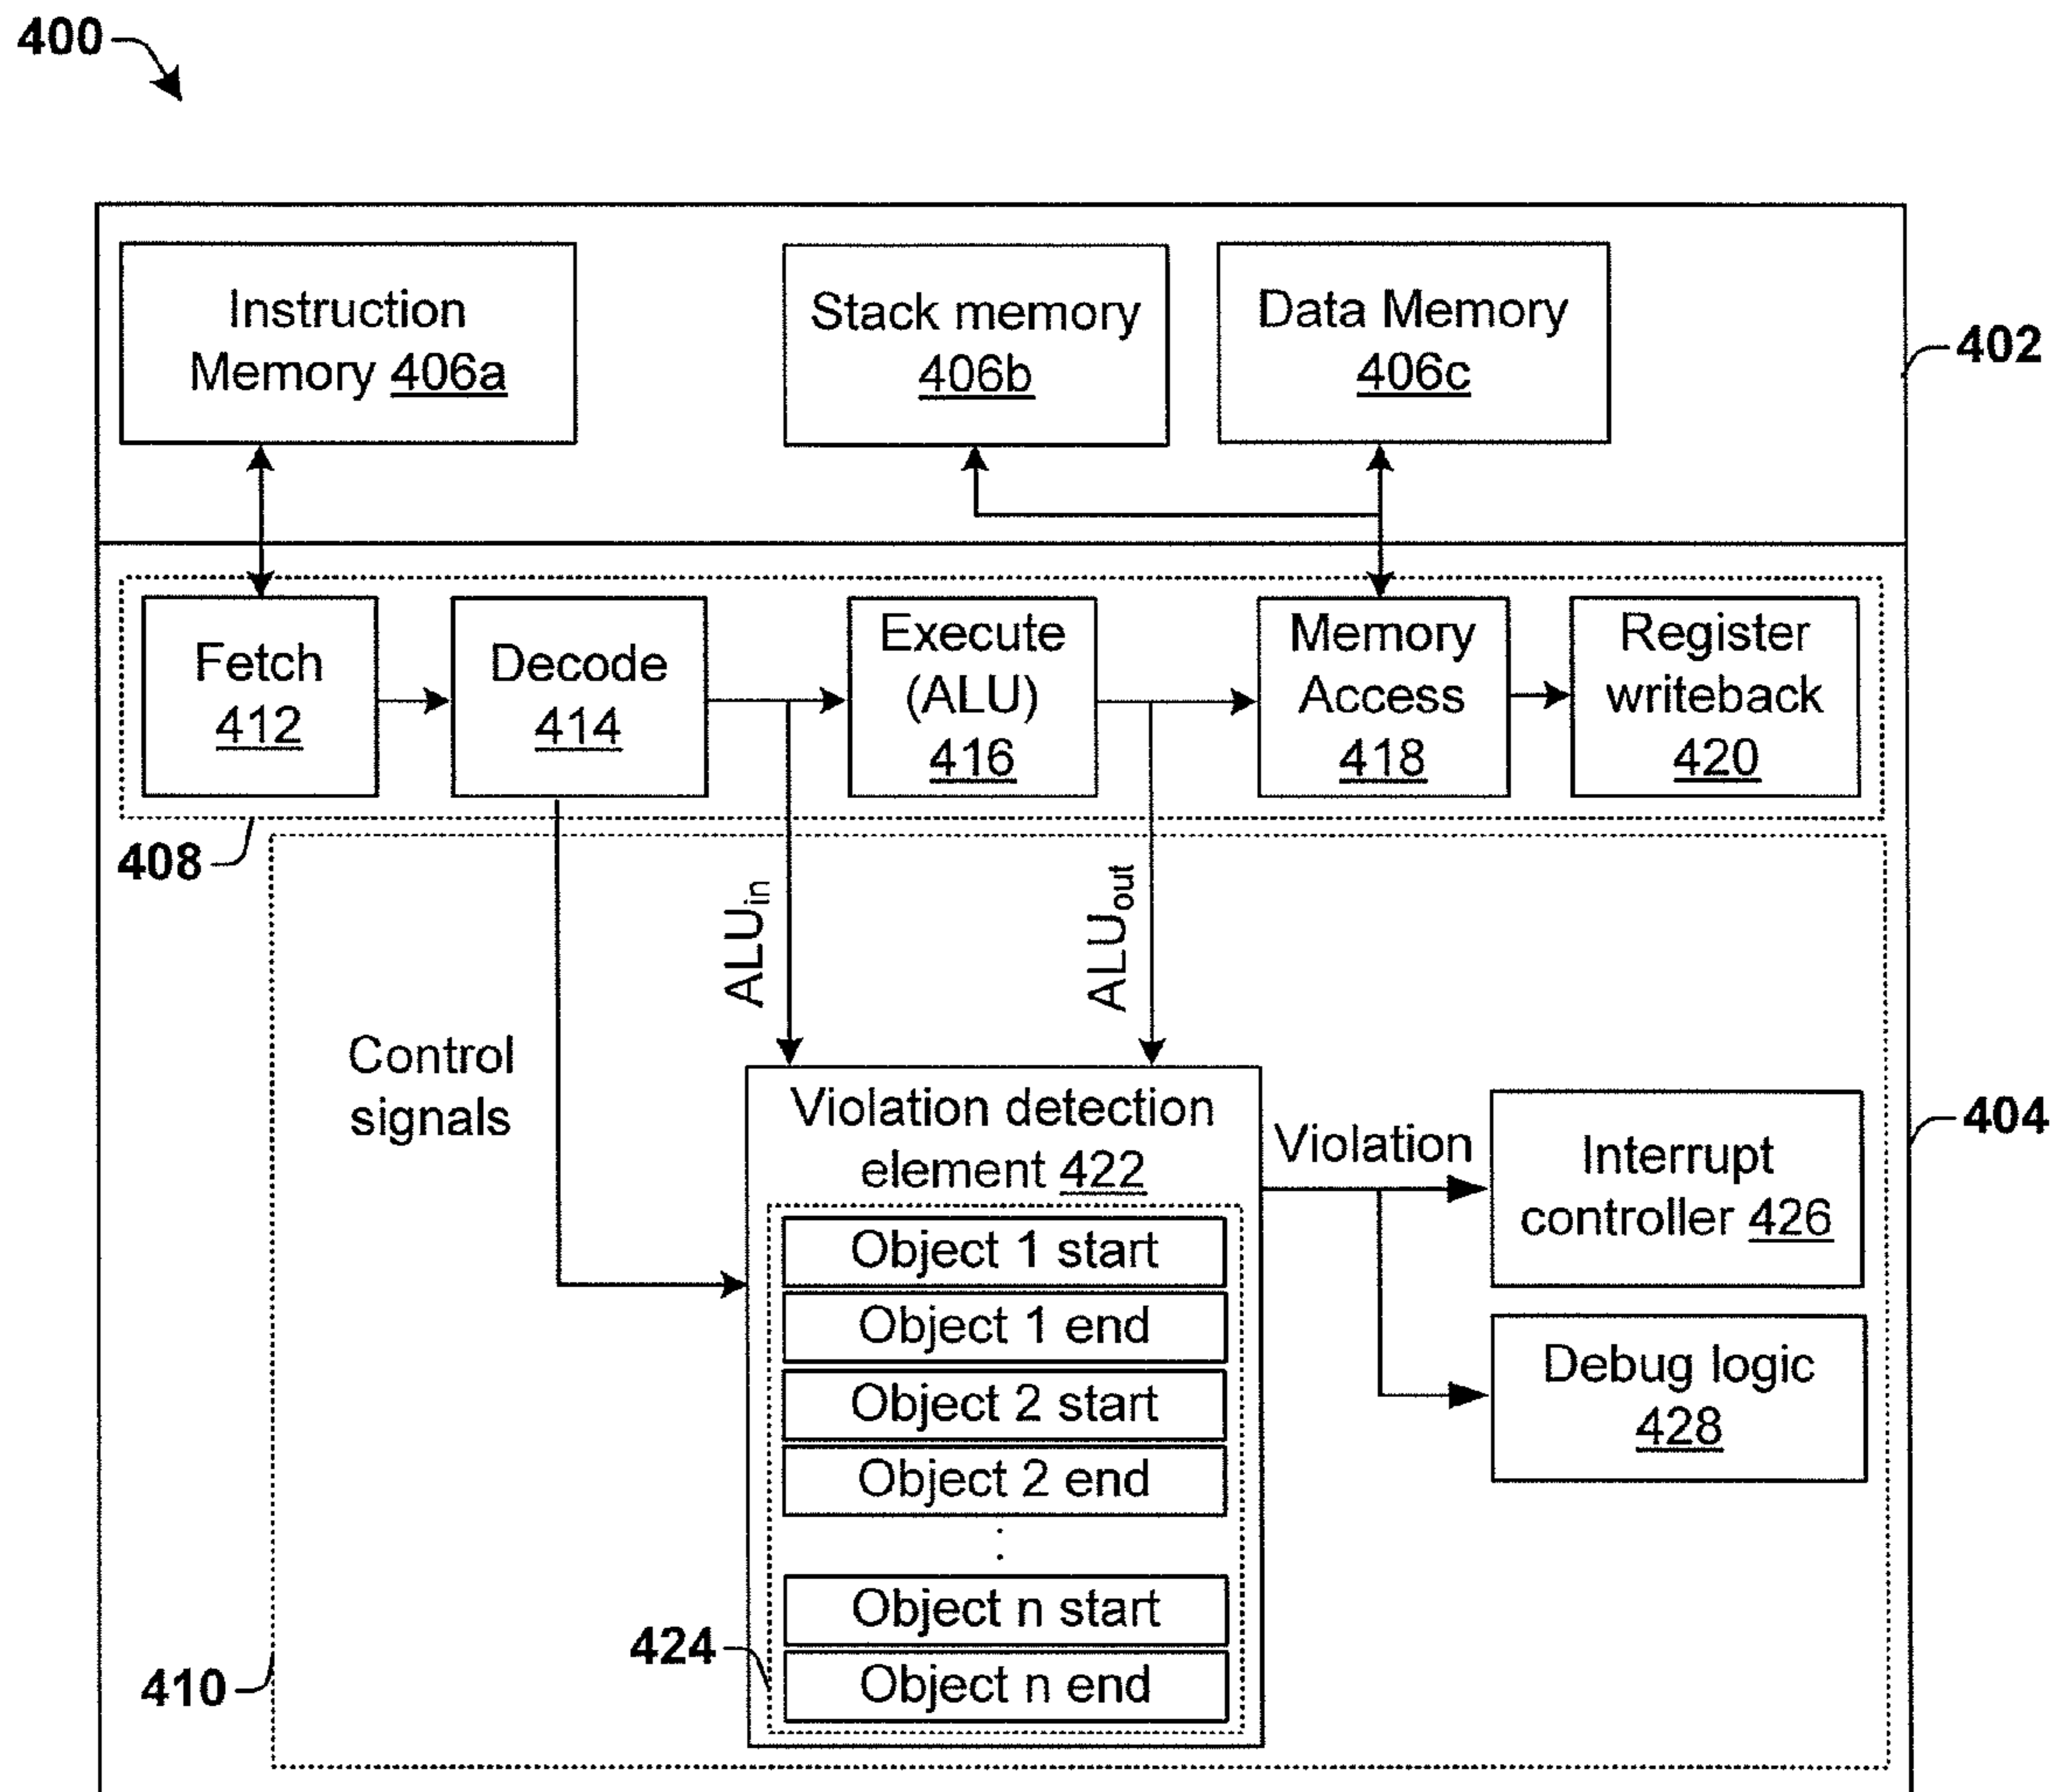 400
Instruction
Memory 406a
Stack memory
406b
Data Memory
406c
402
Fetch
412
Decode
414
Execute
(ALU)
416
Memory
Access
418
Register
writeback
420
408
ALUin
ALUout
Control
signals
Violation detection
element 422
Object 1 start
Object 1 end
Object 2 start
Object 2 end
Object n start
Object n end
Violation
Interrupt
controller 426
Debug logic
428
404
424
410